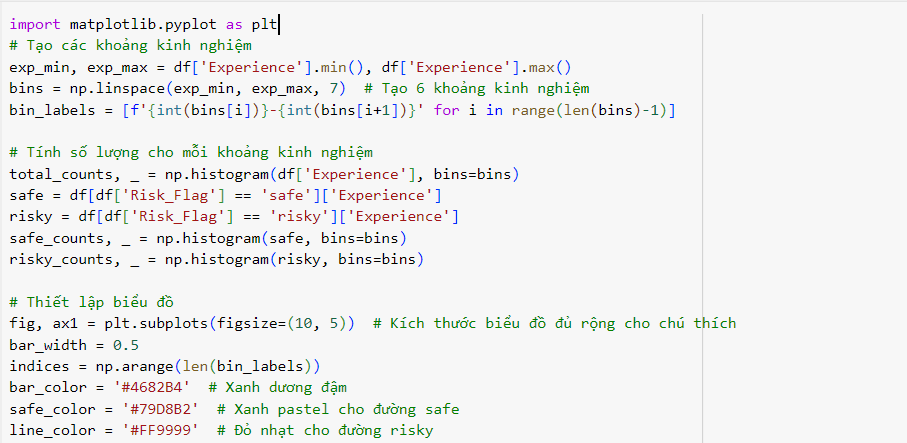 import matplotlib.pyplot as plt
# Tạo các khoảng kinh nghiệm
exp_min, exp_max = df['Experience'].min(), df['Experience'].max()
bins = np.linspace(exp_min, exp_max, 7)  # Tạo 6 khoảng kinh nghiệm
bin_labels = [f'{int(bins[i])}-{int(bins[i+1])}' for i in range(len(bins)-1)]
# Tính số lượng cho mỗi khoảng kinh nghiệm
total_counts, _ = np.histogram(df['Experience'], bins=bins)
safe = df[df['Risk_Flag'] == 'safe']['Experience']
risky = df[df['Risk_Flag'] == 'risky']['Experience']
safe_counts, _ = np.histogram(safe, bins=bins)
risky_counts, _ = np.histogram(risky, bins=bins)
# Thiết lập biểu đồ
fig, ax1 = plt.subplots(figsize=(10, 5))  # Kích thước biểu đồ đủ rộng cho chú thích
bar_width = 0.5
indices = np.arange(len(bin_labels))
bar_color = '#4682B4'  # Xanh dương đậm
safe_color = '#79D8B2'  # Xanh pastel cho đường safe
line_color = '#FF9999'  # Đỏ nhạt cho đường risky